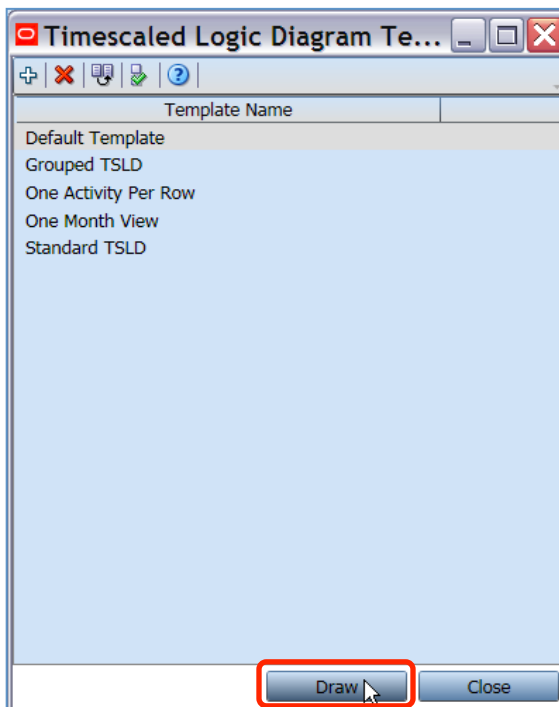 Timescaled Logic Diagram Te...
Template Name
Default Template
Grouped TSLD
One Activity Per Row
One Month View
Standard TSLD
Draw Close